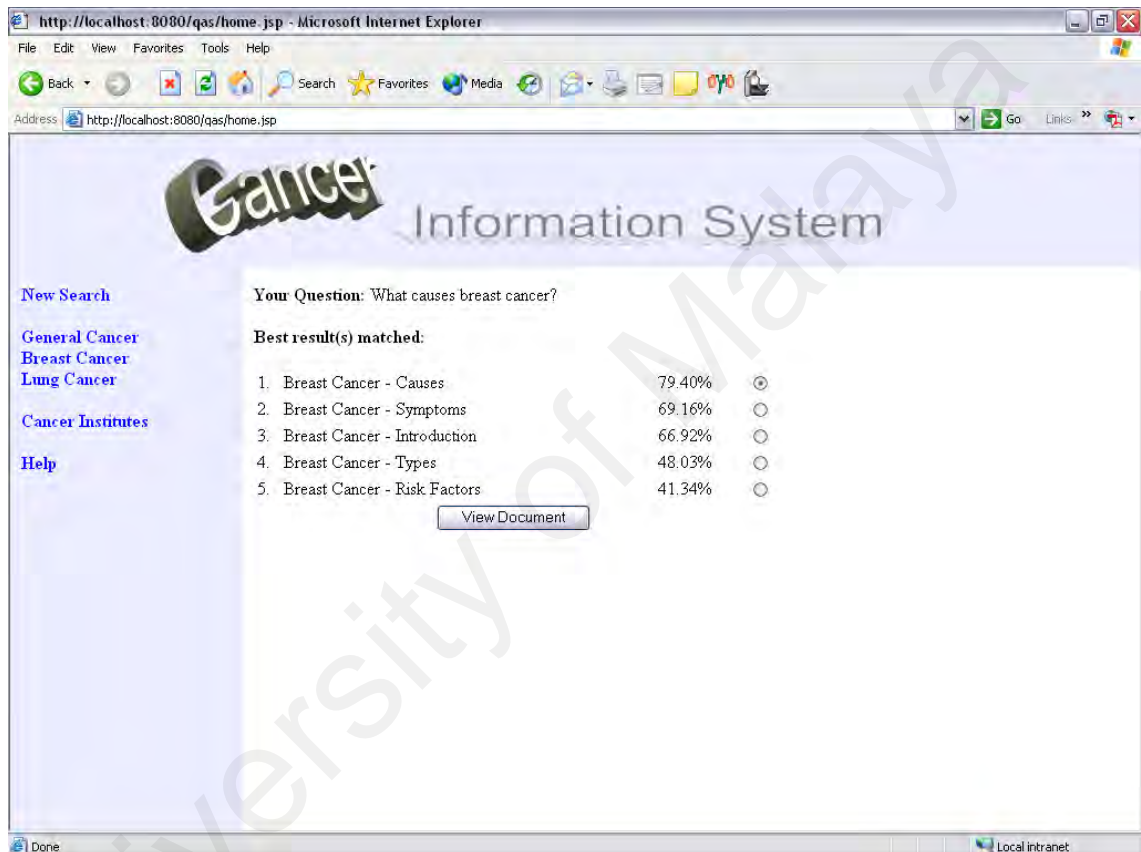 http://localhost:8080/qas/home.jsp - Microsoft Internet Explorer
File Edit View Favorites Tools Help
Back Search Favorites Media
Address http://localhost:8080/qas/home.jsp Go Links »
Cancer
Information System
New Search
General Cancer
Breast Cancer
Lung Cancer
Cancer Institutes
Help
Your Question: What causes breast cancer?
Best result(s) matched:
1. Breast Cancer - Causes 79.40%
2. Breast Cancer - Symptoms 69.16%
3. Breast Cancer - Introduction 66.92%
4. Breast Cancer - Types 48.03%
5. Breast Cancer - Risk Factors 41.34%
View Document
Done Local intranet
ersity of Malaya